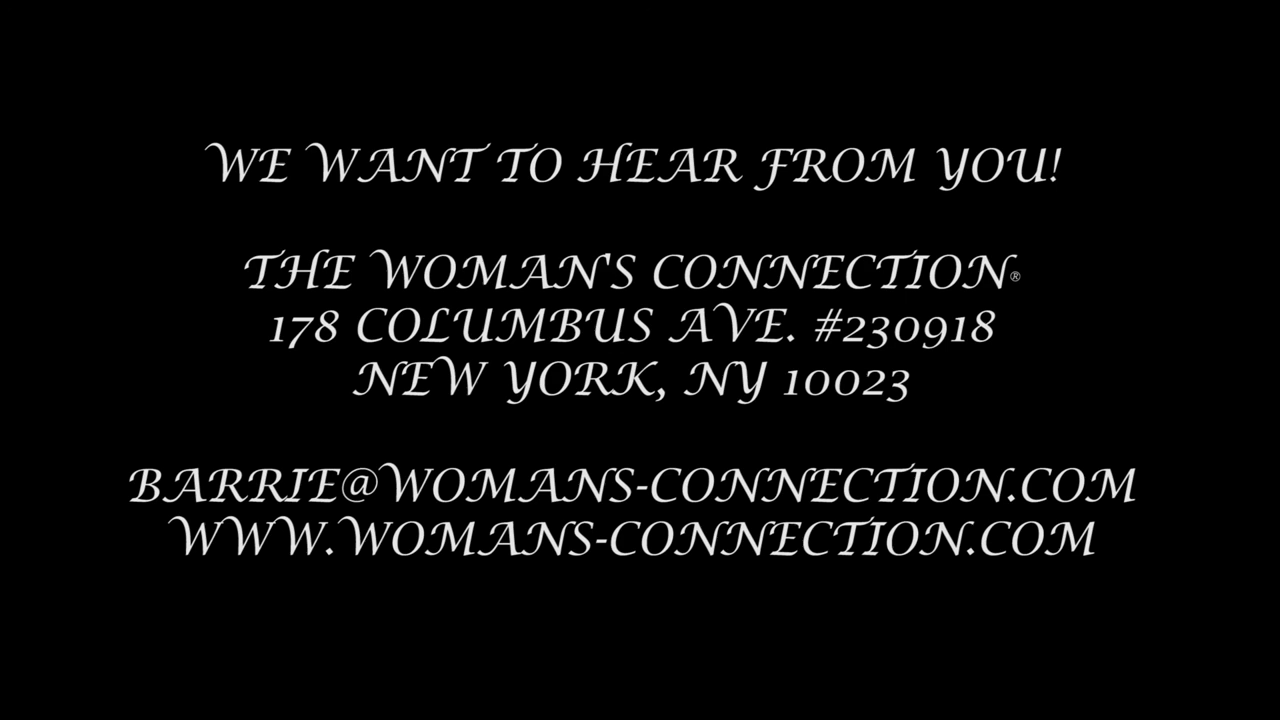 WE WANT TO HEAR FROM YOU!
THE WOMAN'S CONNECTION®
178 COLUMBUS AVE. #230918
NEW YORK, NY 10023
BARRIE@WOMANS-CONNECTION.COM
WWW.WOMANS-CONNECTION.COM